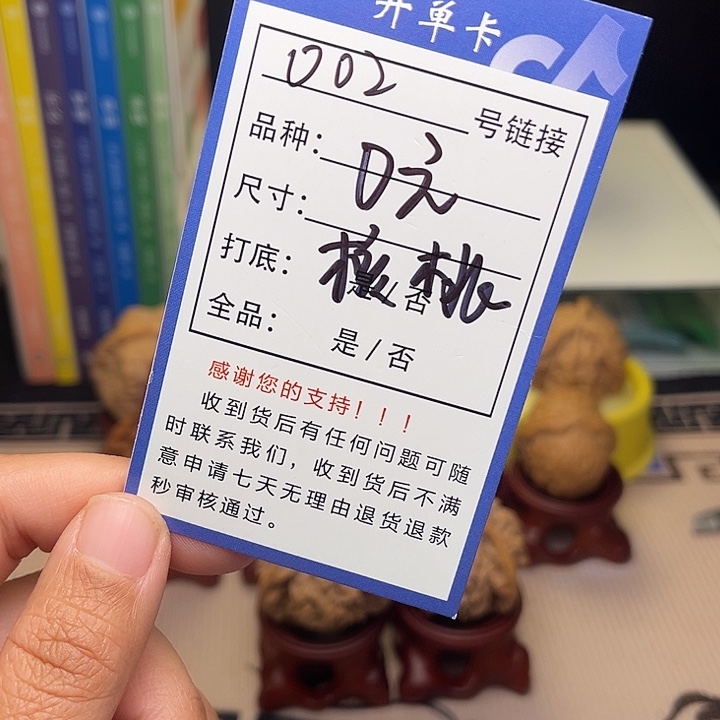 开单卡
002 号链接
品种：
0元
尺寸：
打底： 是/否
核桃
全品： 是/否
感谢您的支持！！！
收到货后有任何问题可随
时联系我们，收到货后不满
意申请七天无理由退货退款
秒审核通过。